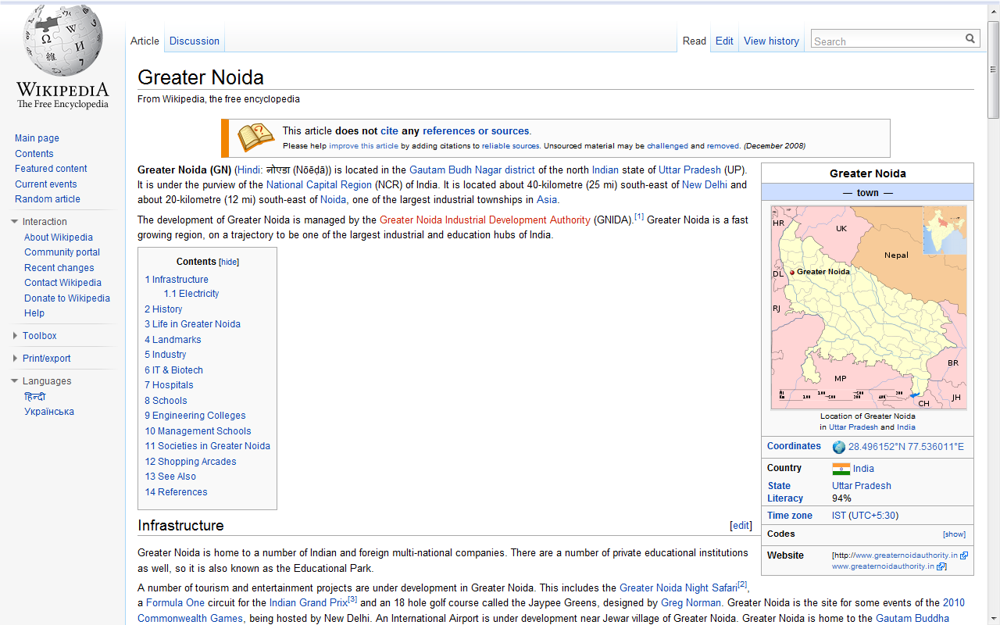 WIKIPEDIA
The Free Encyclopedia
Main page
Contents
Featured content
Current events
Random article
Interaction
About Wikipedia
Community portal
Recent changes
Contact Wikipedia
Donate to Wikipedia
Help
Toolbox
Print/export
Languages
हिन्दी
Українська
Article Discussion
Read Edit View history Search
Greater Noida
From Wikipedia, the free encyclopedia
This article does not cite any references or sources.
Please help improve this article by adding citations to reliable sources. Unsourced material may be challenged and removed. (December 2008)
Greater Noida (GN) (Hindi: नोएडा (Nōēḍā)) is located in the Gautam Budh Nagar district of the north Indian state of Uttar Pradesh (UP).
It is under the purview of the National Capital Region (NCR) of India. It is located about 40-kilometre (25 mi) south-east of New Delhi and
about 20-kilometre (12 mi) south-east of Noida, one of the largest industrial townships in Asia.
The development of Greater Noida is managed by the Greater Noida Industrial Development Authority (GNIDA).[1] Greater Noida is a fast
growing region, on a trajectory to be one of the largest industrial and education hubs of India.
Contents [hide]
1 Infrastructure
1.1 Electricity
2 History
3 Life in Greater Noida
4 Landmarks
5 Industry
6 IT & Biotech
7 Hospitals
8 Schools
9 Engineering Colleges
10 Management Schools
11 Societies in Greater Noida
12 Shopping Arcades
13 See Also
14 References
Greater Noida
— town —
HP
HR
UK
Nepal
DL
Greater Noida
RJ
BR
MP
JH
CH
Location of Greater Noida
in Uttar Pradesh and India
Coordinates 28.496152°N 77.536011°E
Country India
State Uttar Pradesh
Literacy 94%
Time zone IST (UTC+5:30)
Codes [show]
Website [http://www.greaternoidauthority.in
www.greaternoidauthority.in ]
Infrastructure [edit]
Greater Noida is home to a number of Indian and foreign multi-national companies. There are a number of private educational institutions
as well, so it is also known as the Educational Park.
A number of tourism and entertainment projects are under development in Greater Noida. This includes the Greater Noida Night Safari[2],
a Formula One circuit for the Indian Grand Prix[3] and an 18 hole golf course called the Jaypee Greens, designed by Greg Norman. Greater Noida is the site for some events of the 2010
Commonwealth Games, being hosted by New Delhi. An International Airport is under development near Jewar village of Greater Noida. Greater Noida is home to the Gautam Buddha